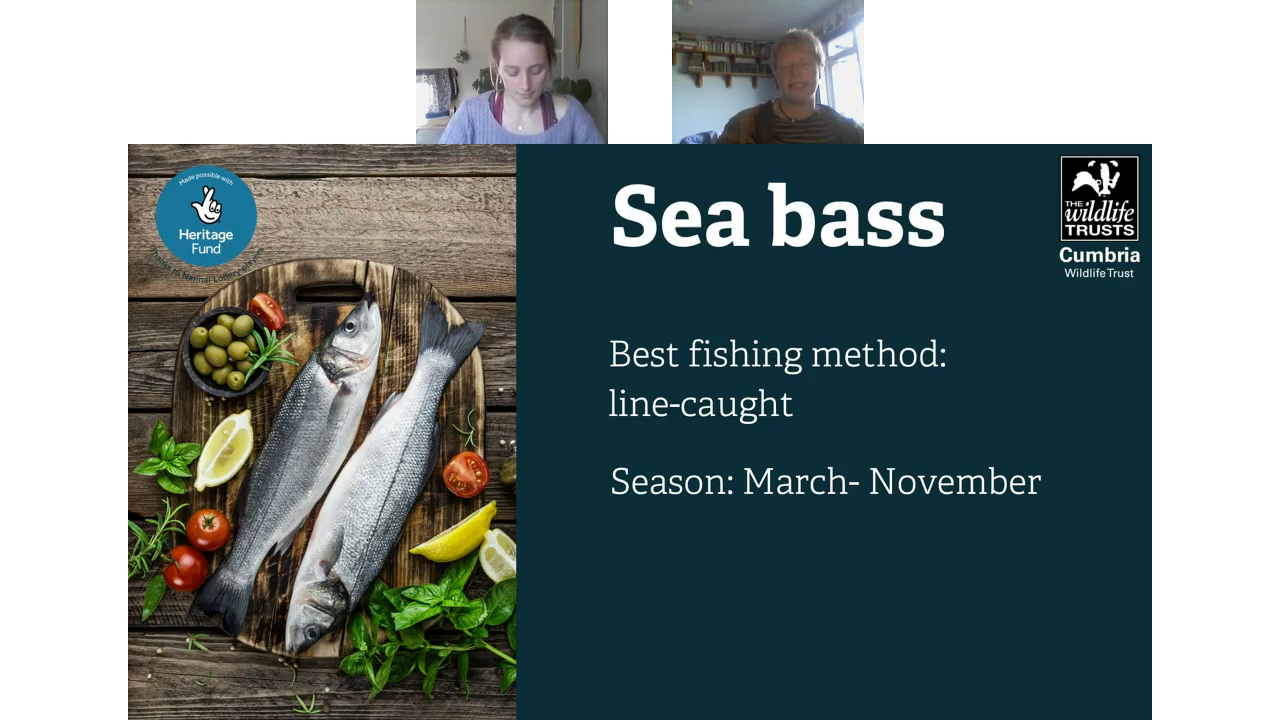 Made possible with
Heritage
Fund
Sea bass
THE
wildlife
TRUSTS
Cumbria
Wildlife Trust
Best fishing method:
line-caught
Season: March- November